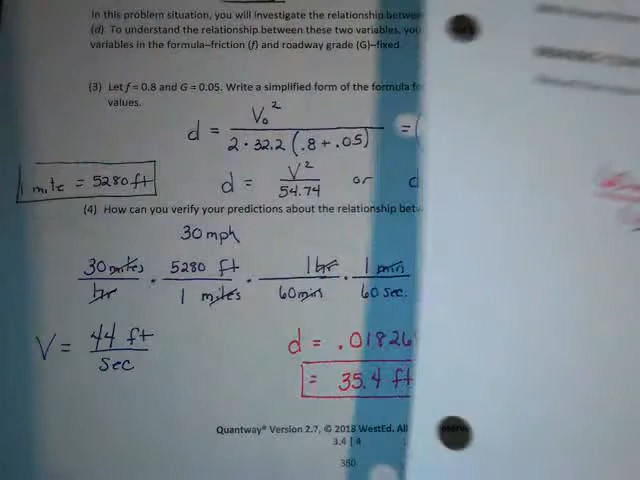 In this problem situation, you will investigate the relationship between
(d). To understand the relationship between these two variables, you
variables in the formula–friction (f) and roadway grade (G)–fixed.
(3) Let f = 0.8 and G = 0.05. Write a simplified form of the formula fo
values.
d = V₀² / 2 · 32.2 (.8 + .05) = (
1 mile = 5280 ft
d = V² / 54.74 or d
(4) How can you verify your predictions about the relationship betw
30 mph
30 miles / hr · 5280 ft / 1 miles · 1 hr / 60 min · 1 min / 60 sec.
V = 44 ft / sec
d = .01826
= 35.4 ft
Quantway® Version 2.7, © 2018 WestEd. All
3.4 | 4
350